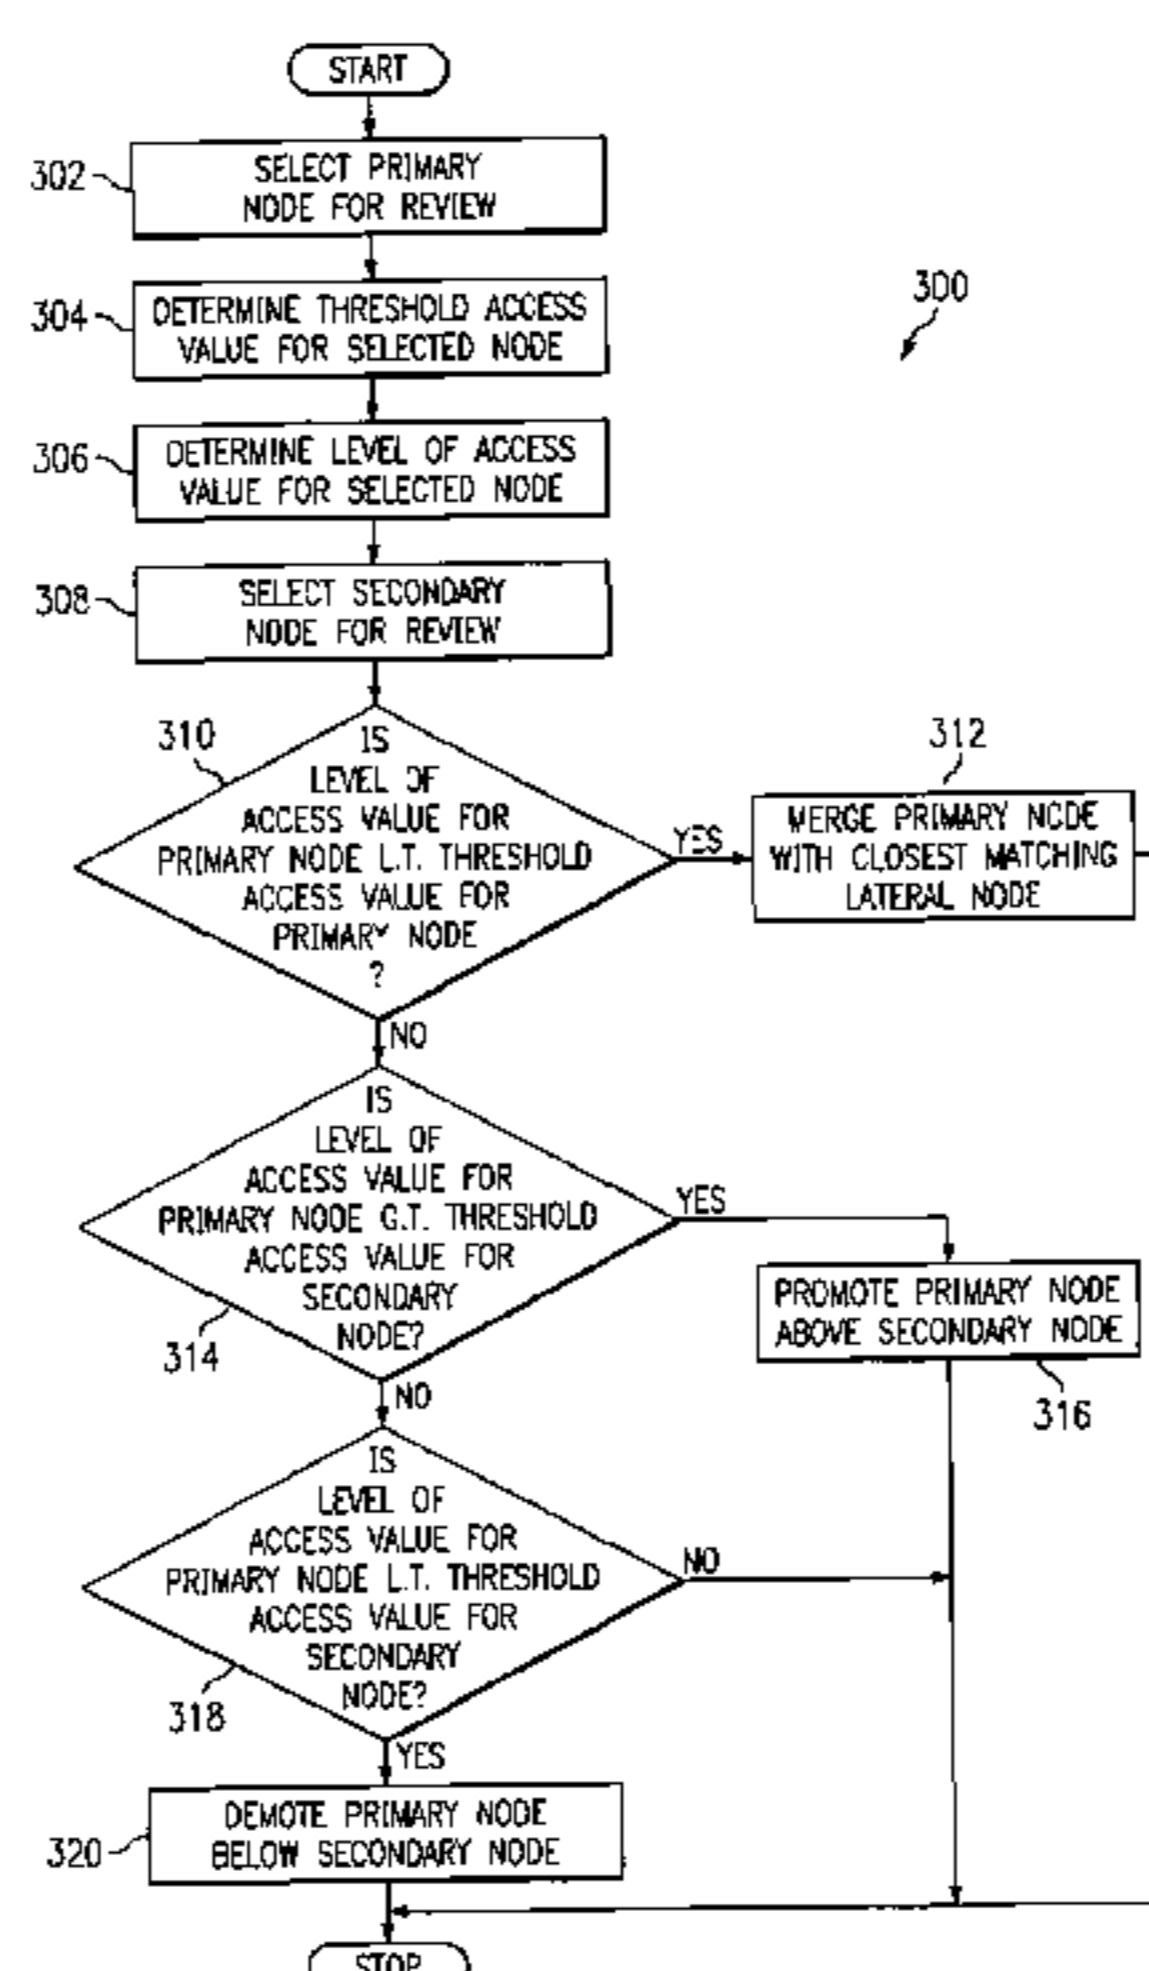 START
302
SELECT PRIMARY
NODE FOR REVIEW
304
DETERMINE THRESHOLD ACCESS
VALUE FOR SELECTED NODE
300
306
DETERMINE LEVEL OF ACCESS
VALUE FOR SELECTED NODE
308
SELECT SECONDARY
NODE FOR REVIEW
310
IS
LEVEL OF
ACCESS VALUE FOR
PRIMARY NODE L.T. THRESHOLD
ACCESS VALUE FOR
PRIMARY NODE
?
YES
312
MERGE PRIMARY NODE
WITH CLOSEST MATCHING
LATERAL NODE
NO
IS
LEVEL OF
ACCESS VALUE FOR
PRIMARY NODE G.T. THRESHOLD
ACCESS VALUE FOR
SECONDARY
NODE?
314
YES
PROMOTE PRIMARY NODE
ABOVE SECONDARY NODE
316
NO
IS
LEVEL OF
ACCESS VALUE FOR
PRIMARY NODE L.T. THRESHOLD
ACCESS VALUE FOR
SECONDARY
NODE?
318
NO
YES
320
DEMOTE PRIMARY NODE
BELOW SECONDARY NODE
STOP